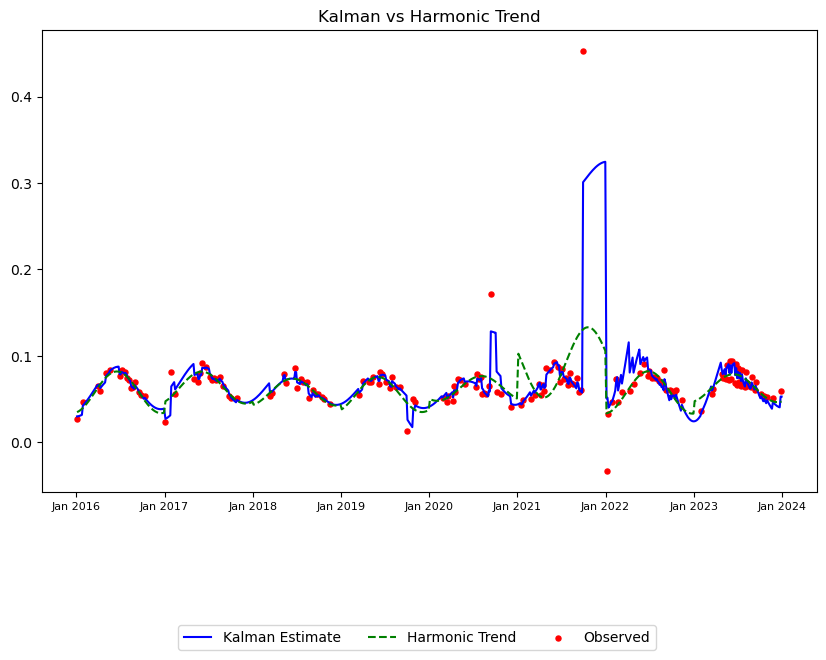 Kalman vs Harmonic Trend
0.4
0.3
0.2
0.1
0.0
Jan 2016 Jan 2017 Jan 2018 Jan 2019 Jan 2020 Jan 2021 Jan 2022 Jan 2023 Jan 2024
Kalman Estimate Harmonic Trend Observed